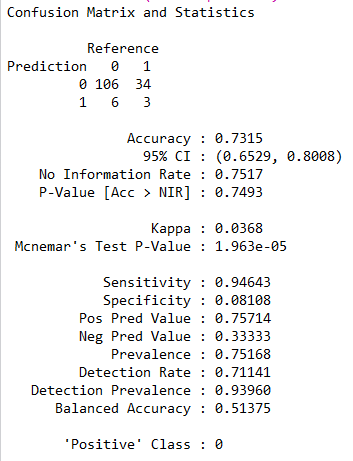 Confusion Matrix and Statistics
Reference
Prediction 0 1
0 106 34
1 6 3
Accuracy : 0.7315
95% CI : (0.6529, 0.8008)
No Information Rate : 0.7517
P-Value [Acc > NIR] : 0.7493
Kappa : 0.0368
Mcnemar's Test P-Value : 1.963e-05
Sensitivity : 0.94643
Specificity : 0.08108
Pos Pred Value : 0.75714
Neg Pred Value : 0.33333
Prevalence : 0.75168
Detection Rate : 0.71141
Detection Prevalence : 0.93960
Balanced Accuracy : 0.51375
'Positive' Class : 0